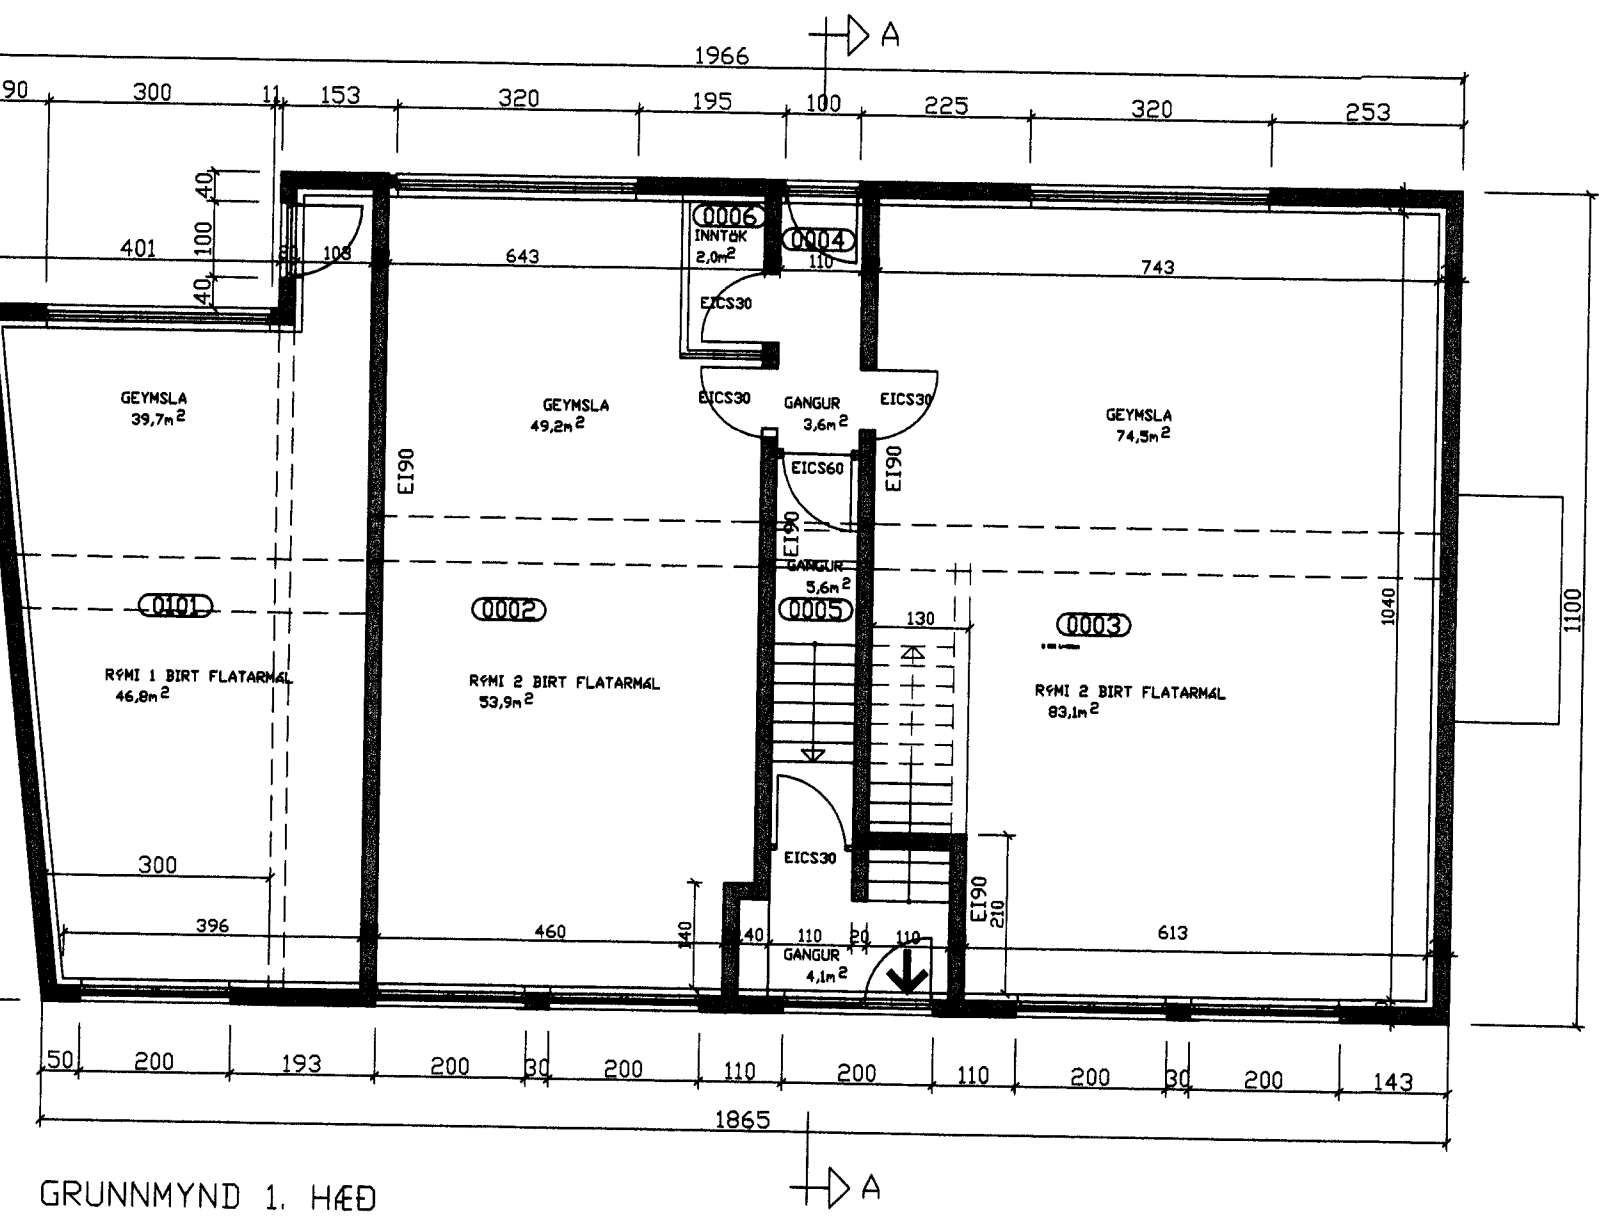 A
1966
90 300 11 153 320 195 100 225 320 253
40
100
40
401 108 643 110 743
0006
INNTÖK
2,0m2
0004
EICS30
EICS30
EICS30
GEYMSLA
39,7m2
GEYMSLA
49,2m2
GANGUR
3,6m2
GEYMSLA
74,5m2
EI90
EICS60
EI90
EI90
GANGUR
5,6m2
0101
0002
0005
130
0003
1040
1100
RÝMI 1 BIRT FLATARMÁL
46,8m2
RÝMI 2 BIRT FLATARMÁL
53,9m2
RÝMI 2 BIRT FLATARMÁL
83,1m2
EICS30
300
EI90
210
140
396 460 40 110 20 110 613
GANGUR
4,1m2
50 200 193 200 30 200 110 200 110 200 30 200 143
1865
A
GRUNNMYND 1. HÆÐ